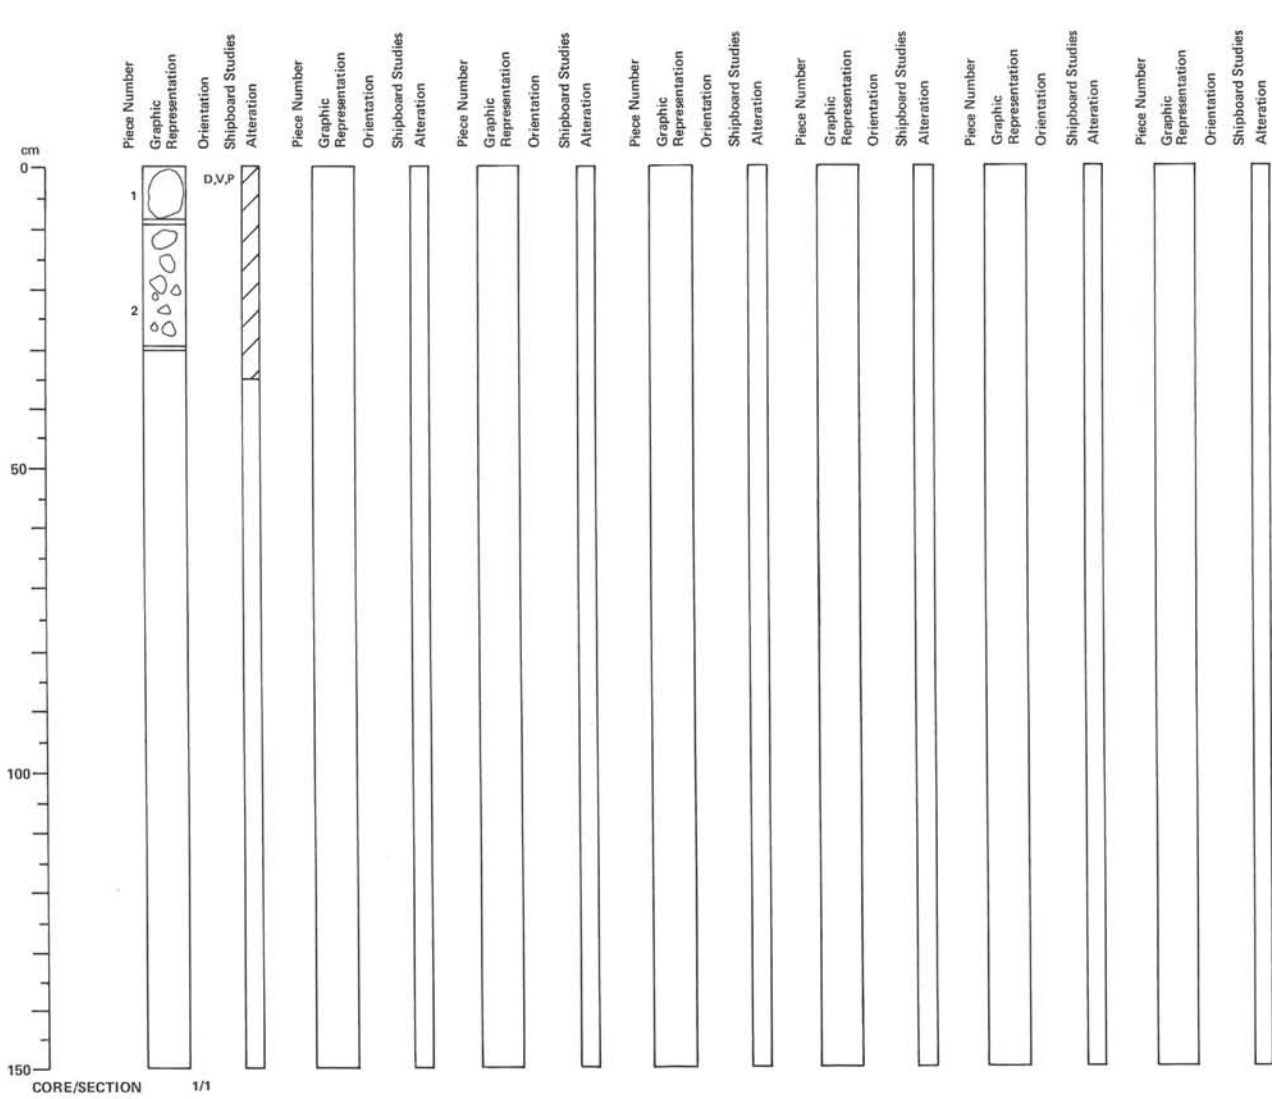 Piece Number
Graphic
Representation
Orientation
Shipboard Studies
Alteration
Piece Number
Graphic
Representation
Orientation
Shipboard Studies
Alteration
Piece Number
Graphic
Representation
Orientation
Shipboard Studies
Alteration
Piece Number
Graphic
Representation
Orientation
Shipboard Studies
Alteration
Piece Number
Graphic
Representation
Orientation
Shipboard Studies
Alteration
Piece Number
Graphic
Representation
Orientation
Shipboard Studies
Alteration
Piece Number
Graphic
Representation
Orientation
Shipboard Studies
Alteration
cm
0
D,V,P
1
2
50
100
150
CORE/SECTION 1/1